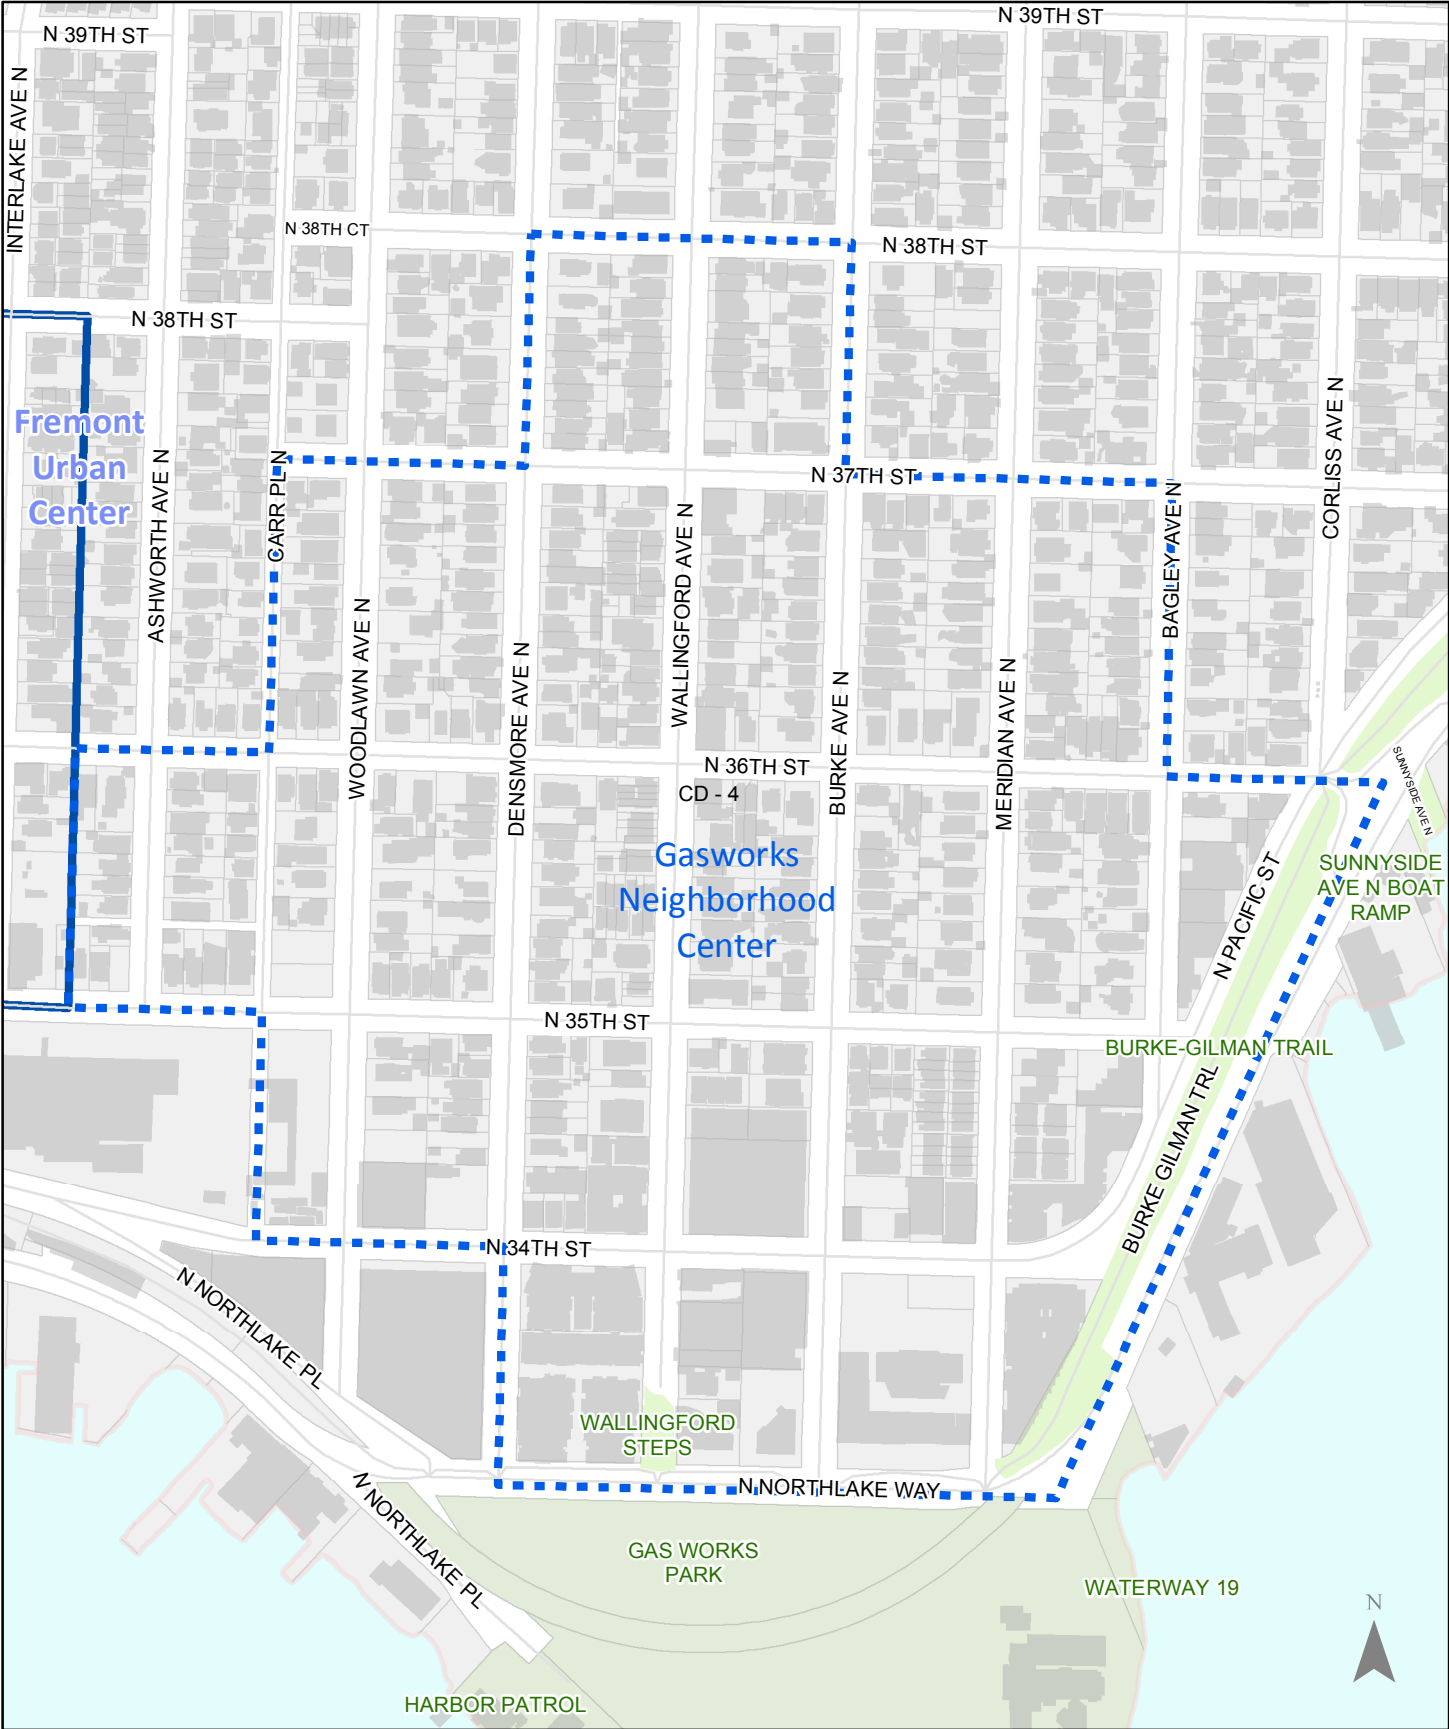 N 39TH ST
N 39TH ST
INTERLAKE AVE N
N 38TH CT
N 38TH ST
N 38TH ST
Fremont
Urban
Center
ASHWORTH AVE N
CARR PL N
N 37TH ST
CORLISS AVE N
WOODLAWN AVE N
DENSMORE AVE N
WALLINGFORD AVE N
BURKE AVE N
MERIDIAN AVE N
BAGLEY AVE N
N 36TH ST
CD - 4
SUNNYSIDE AVE N
Gasworks
Neighborhood
Center
SUNNYSIDE
AVE N BOAT
RAMP
N PACIFIC ST
N 35TH ST
BURKE-GILMAN TRAIL
BURKE GILMAN TRL
N 34TH ST
N NORTHLAKE PL
WALLINGFORD
STEPS
N NORTHLAKE WAY
N NORTHLAKE PL
GAS WORKS
PARK
WATERWAY 19
N
HARBOR PATROL